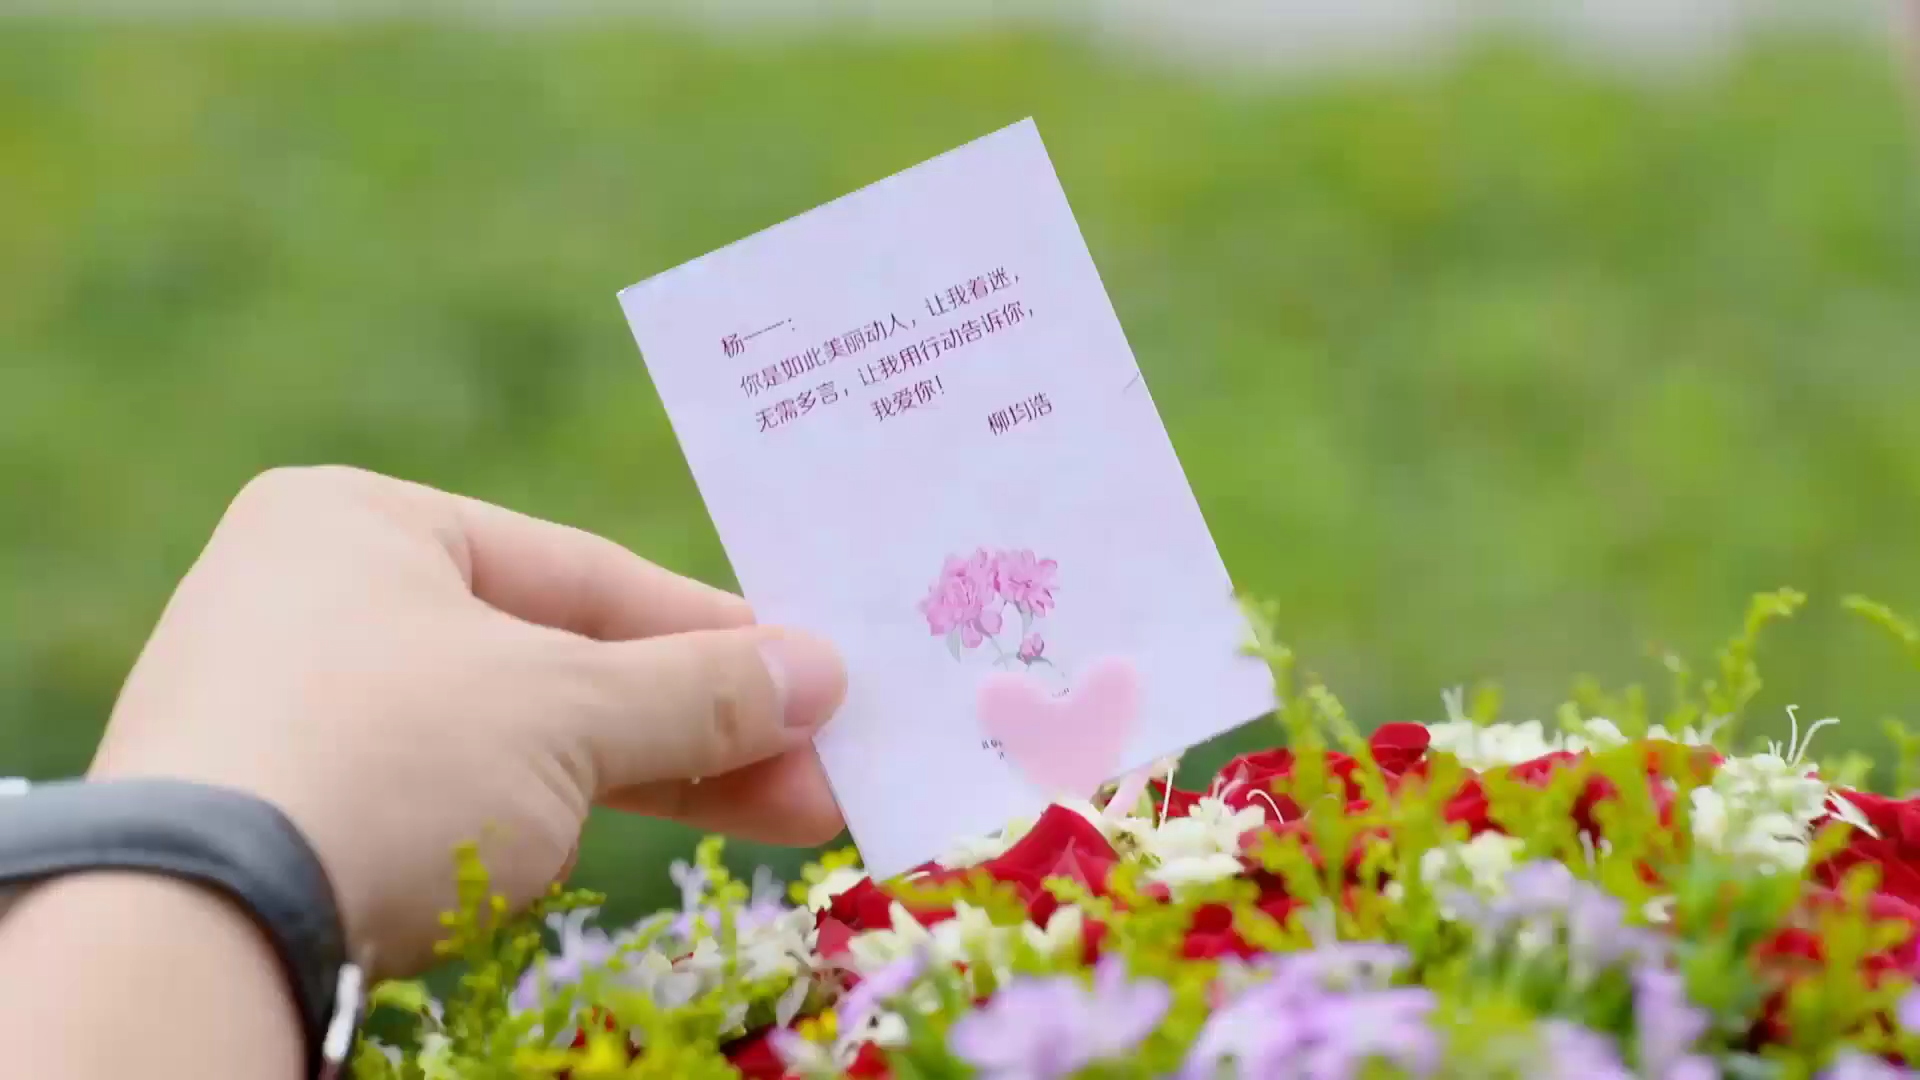 杨一一：
你是如此美丽动人，让我着迷，
无需多言，让我用行动告诉你，
我爱你！
柳均浩